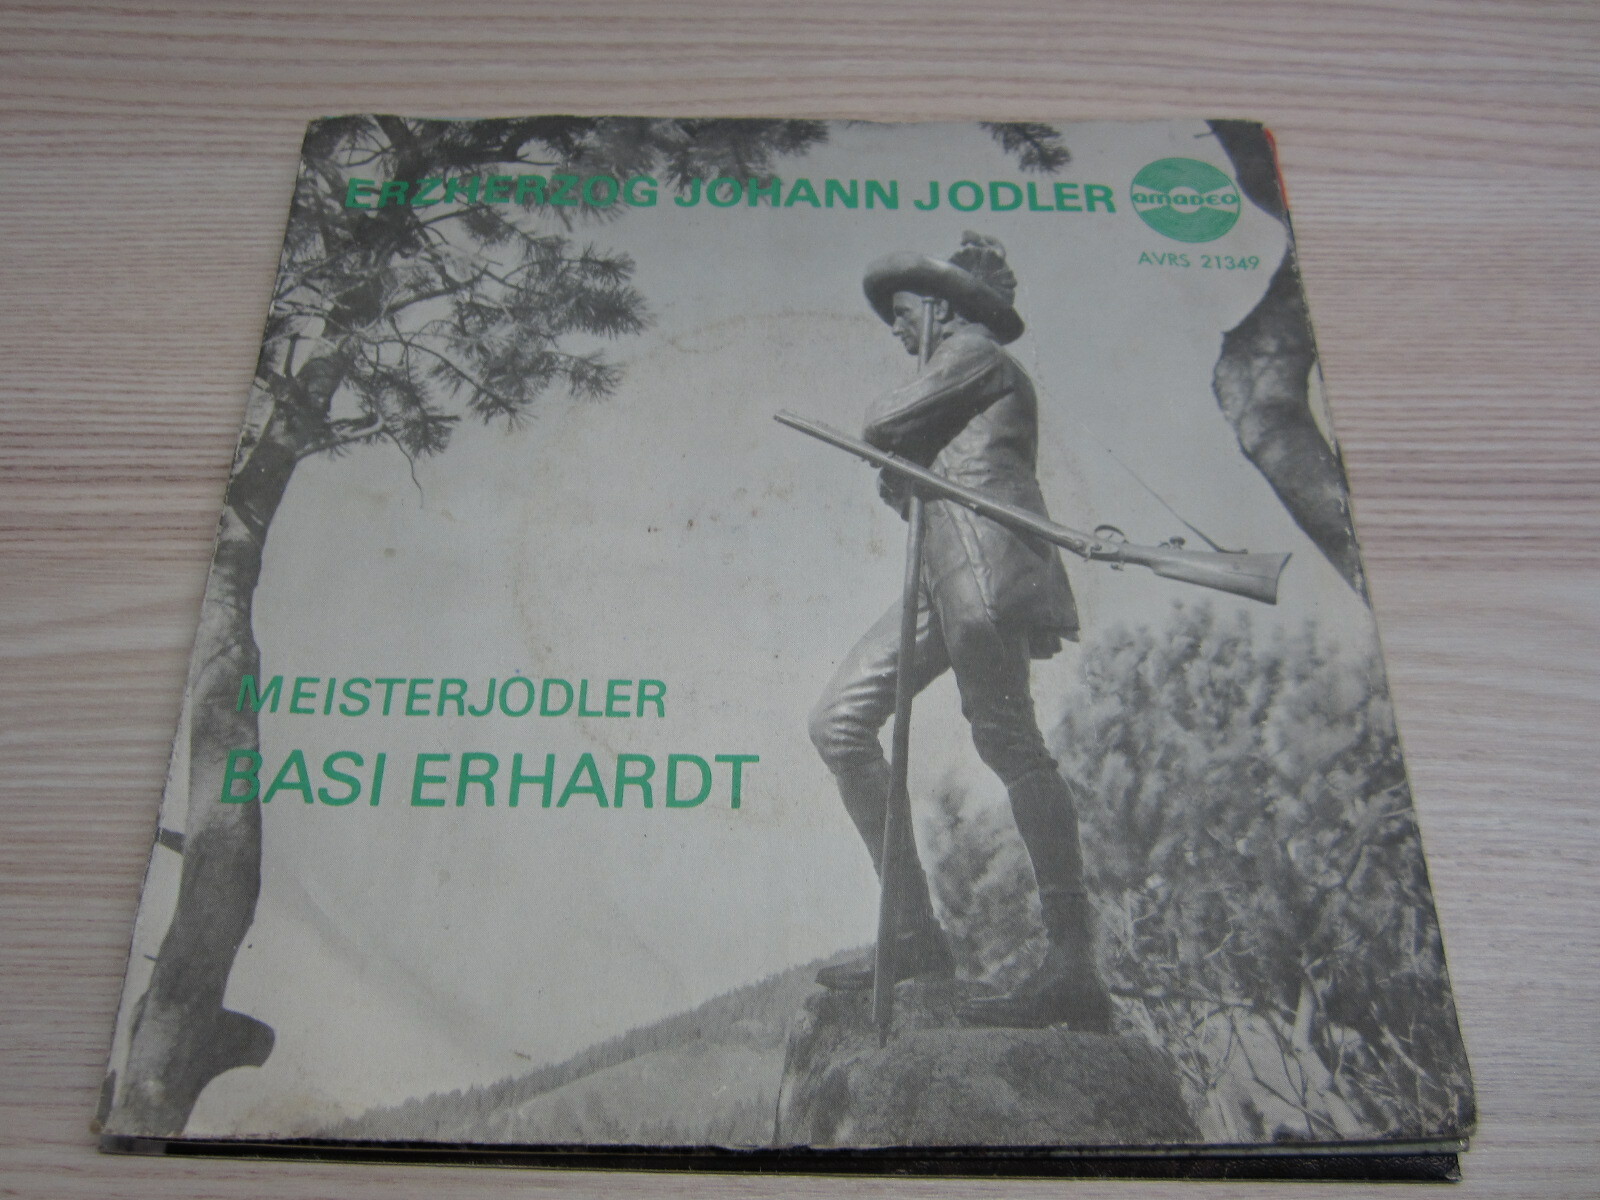 ERZHERZOG JOHANN JODLER
amadeo
AVRS 21349
MEISTERJODLER
BASI ERHARDT